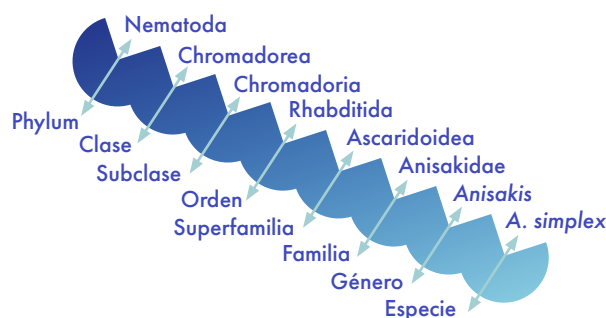 Nematoda
Chromadorea
Chromadoria
Rhabditida
Ascaridoidea
Anisakidae
Anisakis
A. simplex
Phylum
Clase
Subclase
Orden
Superfamilia
Familia
Género
Especie